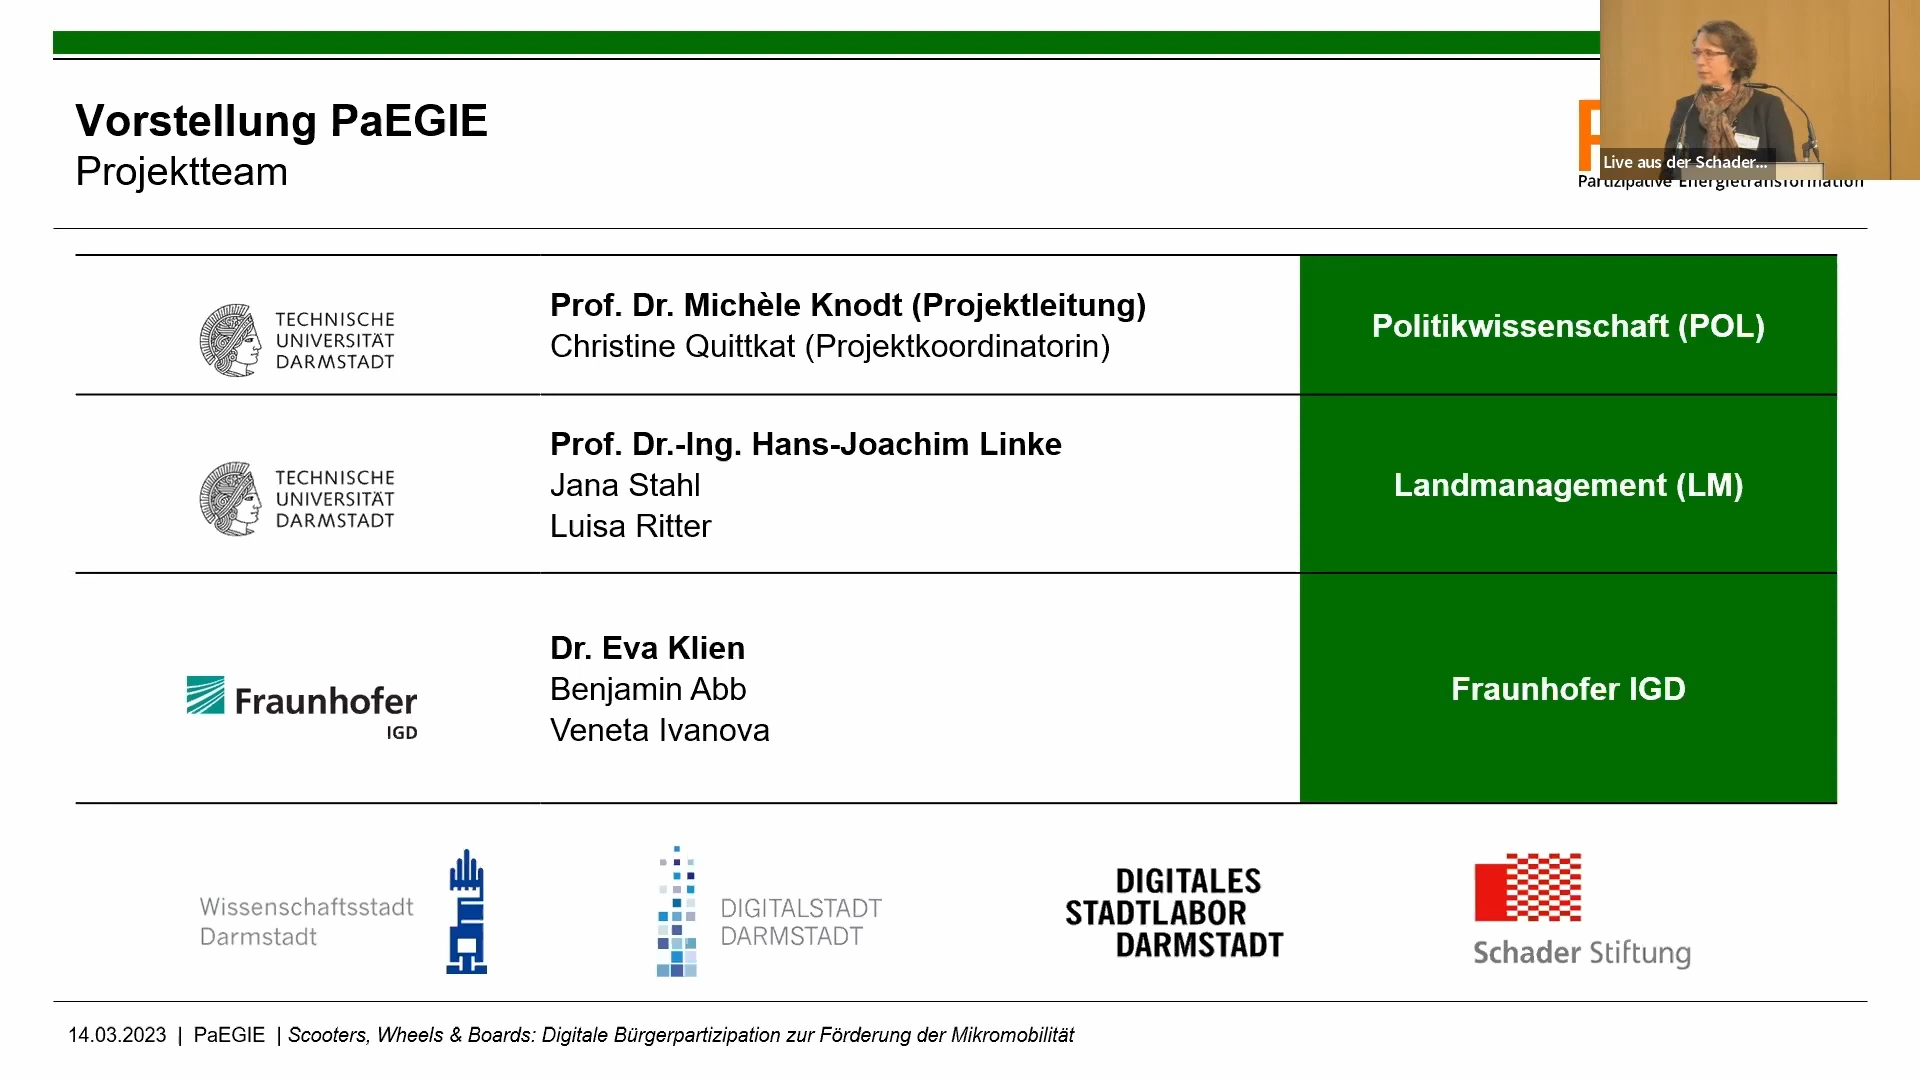 Vorstellung PaEGIE
Projektteam
Live aus der Schader...
Partizipative Energietransformation
TECHNISCHE
UNIVERSITÄT
DARMSTADT
Prof. Dr. Michèle Knodt (Projektleitung)
Christine Quittkat (Projektkoordinatorin)
Politikwissenschaft (POL)
TECHNISCHE
UNIVERSITÄT
DARMSTADT
Prof. Dr.-Ing. Hans-Joachim Linke
Jana Stahl
Luisa Ritter
Landmanagement (LM)
Fraunhofer
IGD
Dr. Eva Klien
Benjamin Abb
Veneta Ivanova
Fraunhofer IGD
Wissenschaftsstadt
Darmstadt
DIGITALSTADT
DARMSTADT
DIGITALES
STADTLABOR
DARMSTADT
Schader Stiftung
14.03.2023 | PaEGIE | Scooters, Wheels & Boards: Digitale Bürgerpartizipation zur Förderung der Mikromobilität